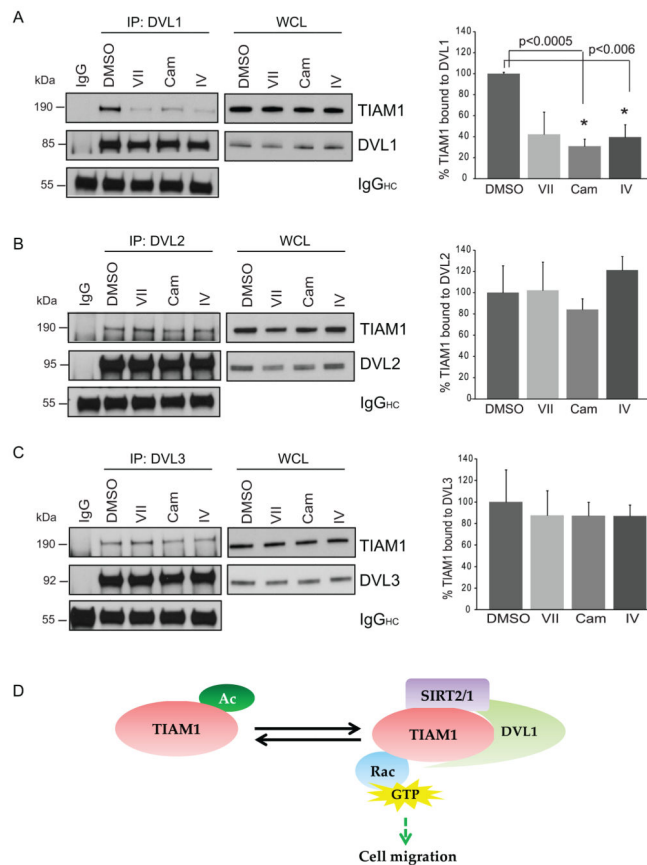 A
IP: DVL1 WCL
kDa IgG DMSO VII Cam IV DMSO VII Cam IV
190 TIAM1
85 DVL1
55 IgGHC
% TIAM1 bound to DVL1
p<0.0005
p<0.006
120
100
80
60
40
20
0
* *
DMSO VII Cam IV
B
IP: DVL2 WCL
kDa IgG DMSO VII Cam IV DMSO VII Cam IV
190 TIAM1
95 DVL2
55 IgGHC
% TIAM1 bound to DVL2
140
120
100
80
60
40
20
0
DMSO VII Cam IV
C
IP: DVL3 WCL
kDa IgG DMSO VII Cam IV DMSO VII Cam IV
190 TIAM1
92 DVL3
55 IgGHC
% TIAM1 bound to DVL3
140
120
100
80
60
40
20
0
DMSO VII Cam IV
D
Ac
TIAM1
SIRT2/1
TIAM1 DVL1
Rac
GTP
Cell migration